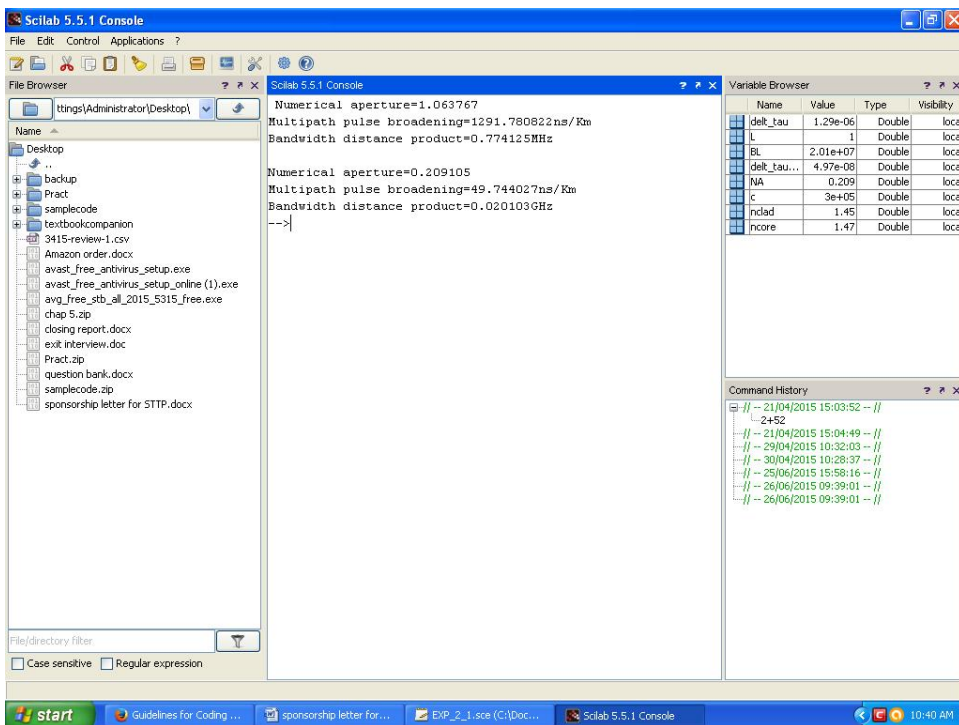 Scilab 5.5.1 Console
File Edit Control Applications ?
File Browser
ttings\Administrator\Desktop\
Name
Desktop
..
backup
Pract
samplecode
textbookcompanion
3415-review-1.csv
Amazon order.docx
avast_free_antivirus_setup.exe
avast_free_antivirus_setup_online (1).exe
avg_free_stb_all_2015_5315_free.exe
chap 5.zip
closing report.docx
exit interview.doc
Pract.zip
question bank.docx
samplecode.zip
sponsorship letter for STTP.docx
File/directory filter
Case sensitive Regular expression
Scilab 5.5.1 Console
Numerical aperture=1.063767
Multipath pulse broadening=1291.780822ns/Km
Bandwidth distance product=0.774125MHz
Numerical aperture=0.209105
Multipath pulse broadening=49.744027ns/Km
Bandwidth distance product=0.020103GHz
-->
Variable Browser
Name Value Type Visibility
delt_tau 1.29e-06 Double loca
L 1 Double loca
BL 2.01e+07 Double loca
delt_tau... 4.97e-08 Double loca
NA 0.209 Double loca
c 3e+05 Double loca
nclad 1.45 Double loca
ncore 1.47 Double loca
Command History
// -- 21/04/2015 15:03:52 -- //
2+52
// -- 21/04/2015 15:04:49 -- //
// -- 29/04/2015 10:32:03 -- //
// -- 30/04/2015 10:28:37 -- //
// -- 25/06/2015 15:58:16 -- //
// -- 26/06/2015 09:39:01 -- //
// -- 26/06/2015 09:39:01 -- //
start Guidelines for Coding ... sponsorship letter for... EXP_2_1.sce (C:\Doc... Scilab 5.5.1 Console 10:40 AM